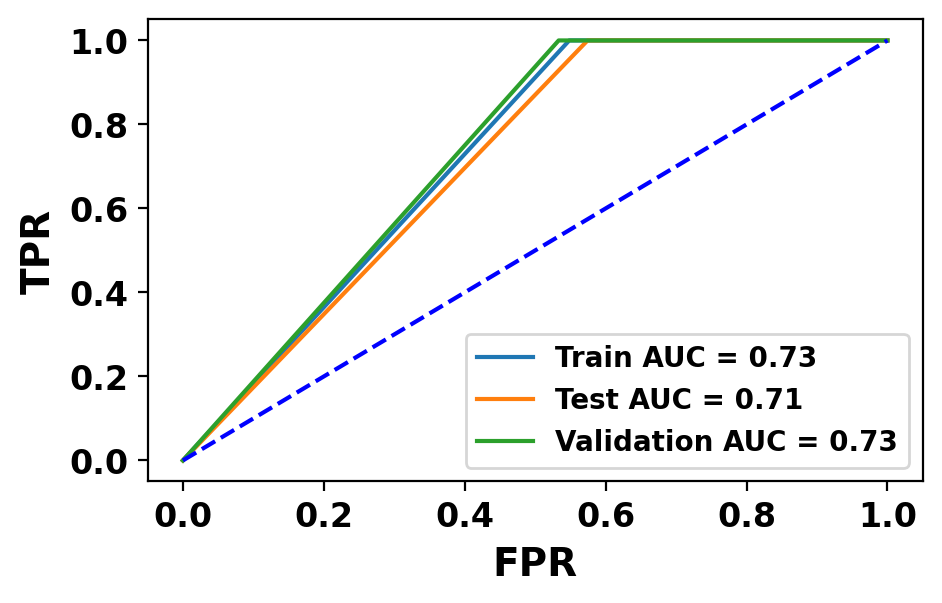 1.0
0.8
0.6
0.4
0.2
0.0
TPR
Train AUC = 0.73
Test AUC = 0.71
Validation AUC = 0.73
0.0 0.2 0.4 0.6 0.8 1.0
FPR